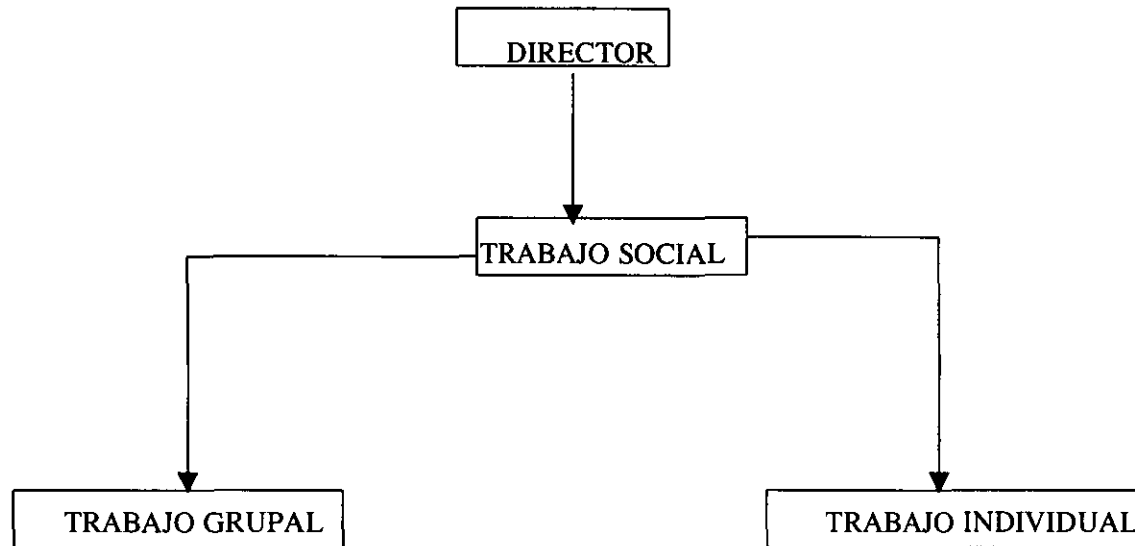 DIRECTOR
TRABAJO SOCIAL
TRABAJO GRUPAL
TRABAJO INDIVIDUAL